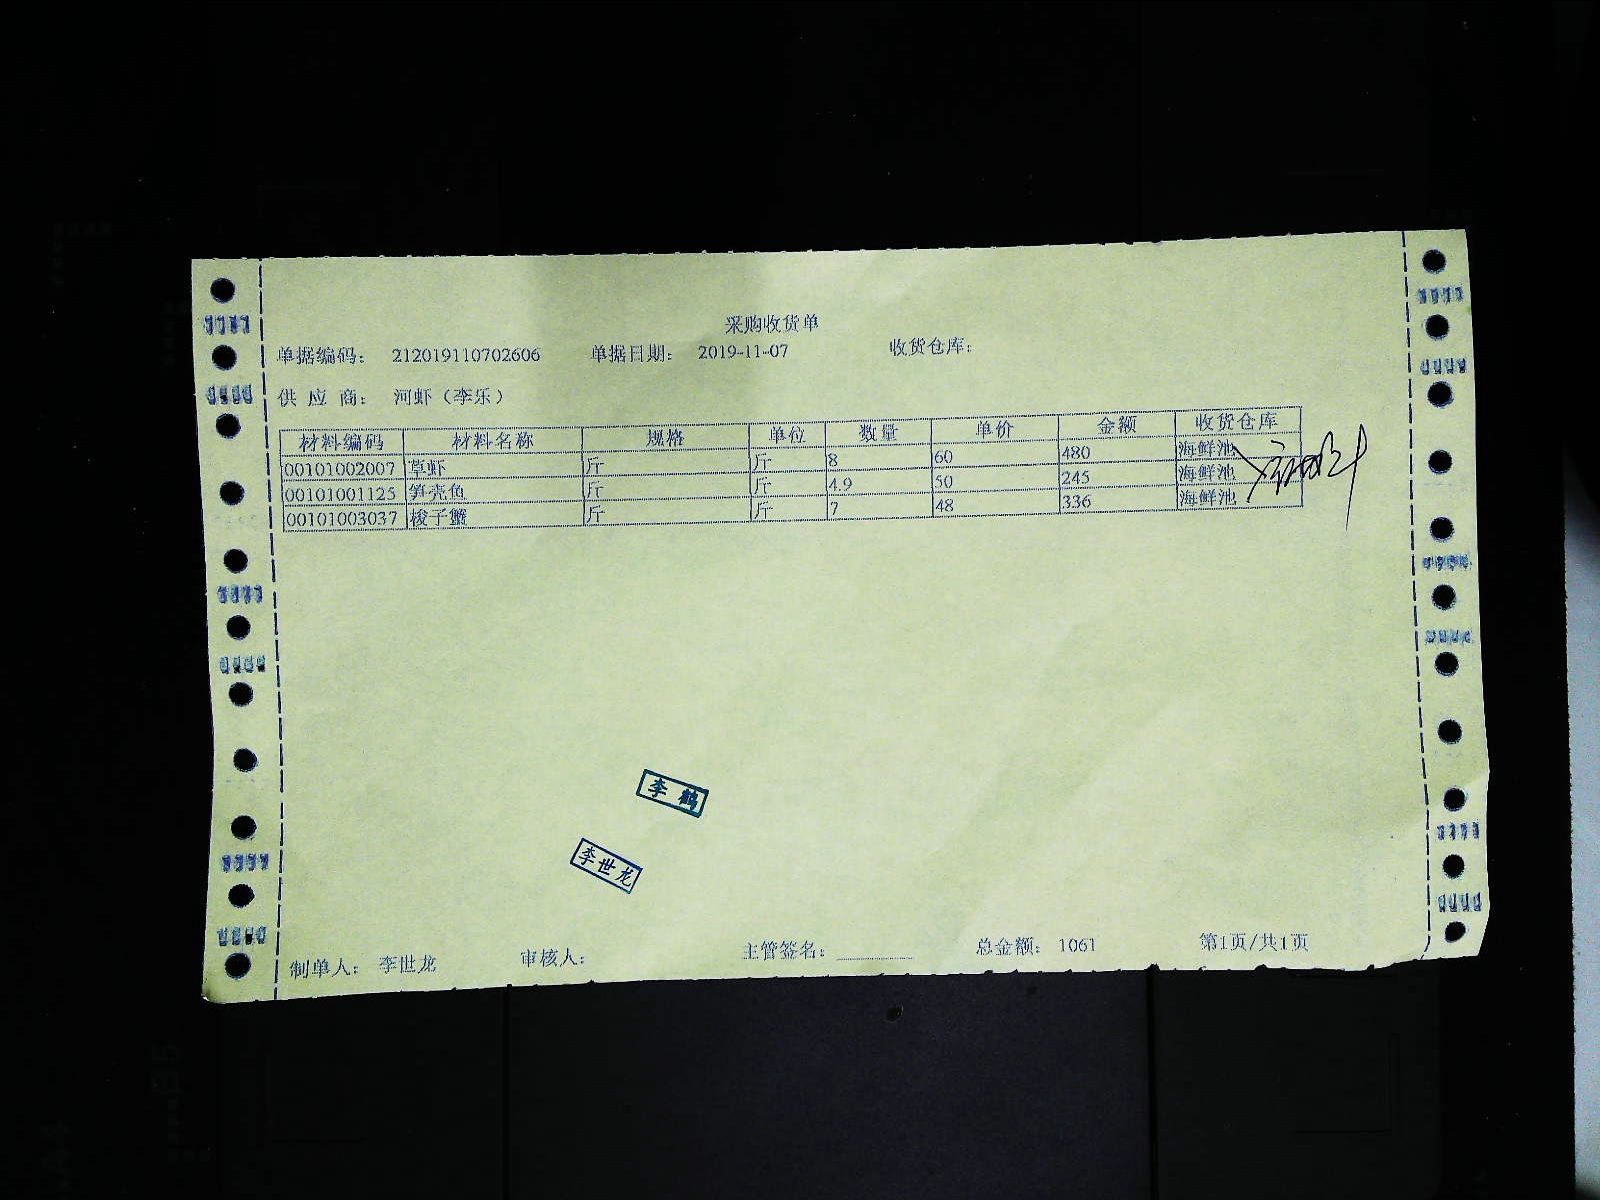 采购收货单
单据编码： 212019110702606 单据日期： 2019-11-07 收货仓库：
供 应 商： 河虾（李乐）
材料编码 材料名称 规格 单位 数量 单价 金额 收货仓库
00101002007 草虾 斤 斤 8 60 480 海鲜池
00101001125 笋壳鱼 斤 斤 4.9 50 245 海鲜池
00101003037 梭子蟹 斤 斤 7 48 336 海鲜池
李鹤
李世龙
制单人： 李世龙 审核人： 主管签名： 总金额： 1061 第1页/共1页